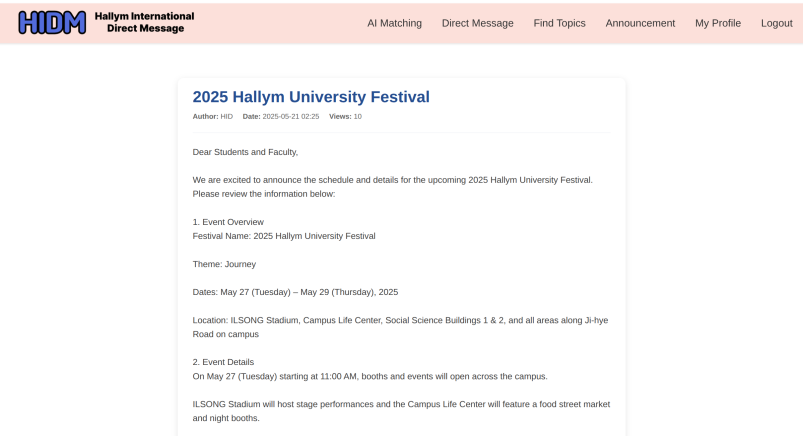 HIDM Hallym International
Direct Message
AI Matching Direct Message Find Topics Announcement My Profile Logout
2025 Hallym University Festival
Author: HID Date: 2025-05-21 02:25 Views: 10
Dear Students and Faculty,
We are excited to announce the schedule and details for the upcoming 2025 Hallym University Festival.
Please review the information below:
1. Event Overview
Festival Name: 2025 Hallym University Festival
Theme: Journey
Dates: May 27 (Tuesday) – May 29 (Thursday), 2025
Location: ILSONG Stadium, Campus Life Center, Social Science Buildings 1 & 2, and all areas along Ji-hye
Road on campus
2. Event Details
On May 27 (Tuesday) starting at 11:00 AM, booths and events will open across the campus.
ILSONG Stadium will host stage performances and the Campus Life Center will feature a food street market
and night booths.